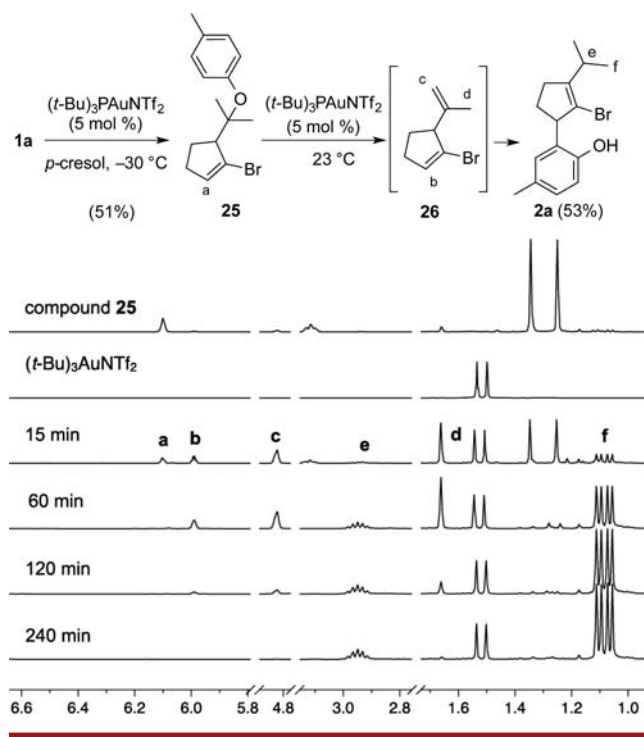 O
c
d
e
f
(t-Bu)3PAuNTf2
(t-Bu)3PAuNTf2
1a
(5 mol %)
(5 mol %)
Br
p-cresol, –30 °C
Br
23 °C
Br
OH
a
b
(51%)
25
26
2a (53%)
compound 25
(t-Bu)3AuNTf2
15 min
a
b
c
e
d
f
60 min
120 min
240 min
6.6
6.4
6.2
6.0
5.8
4.8
3.0
2.8
1.6
1.4
1.2
1.0